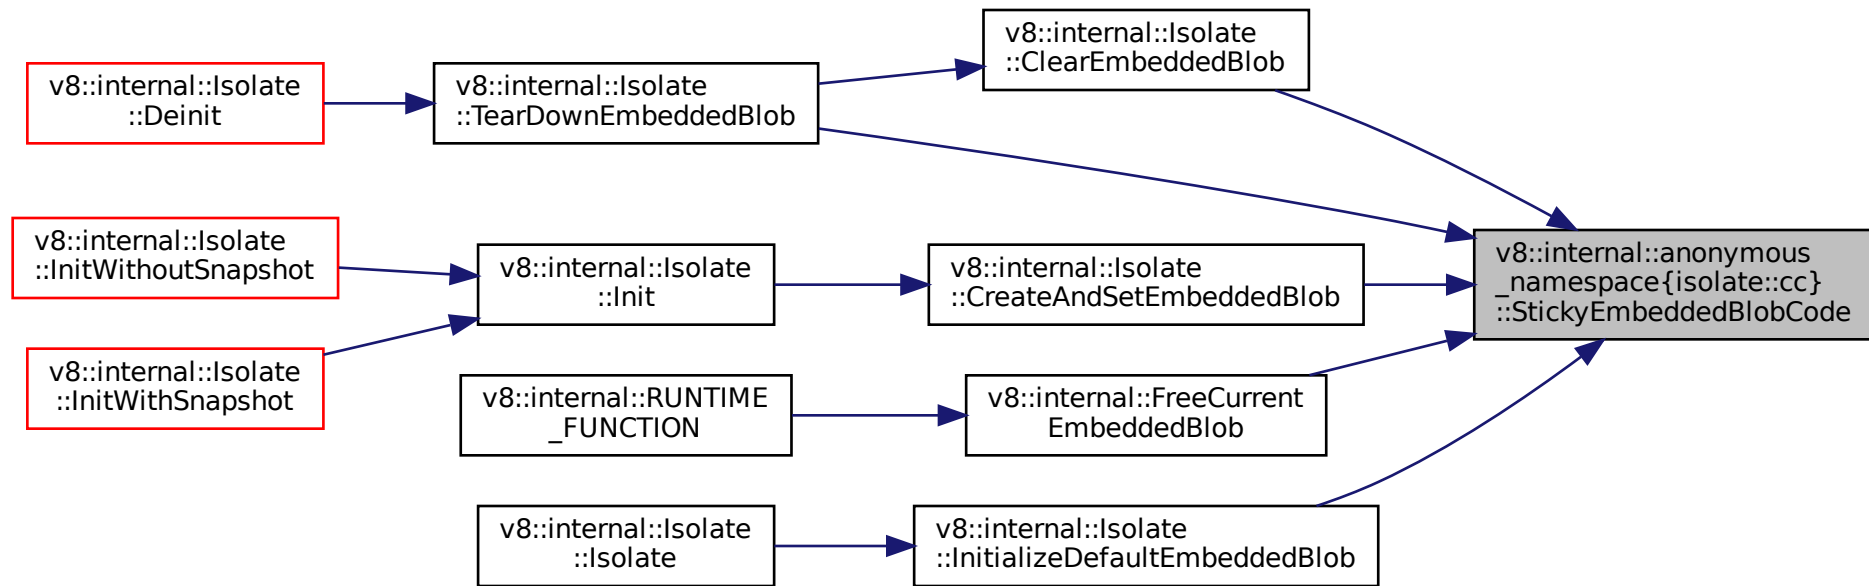 v8::internal::Isolate
::ClearEmbeddedBlob
v8::internal::Isolate
::Deinit
v8::internal::Isolate
::TearDownEmbeddedBlob
v8::internal::Isolate
::InitWithoutSnapshot
v8::internal::Isolate
::Init
v8::internal::Isolate
::CreateAndSetEmbeddedBlob
v8::internal::anonymous
_namespace{isolate::cc}
::StickyEmbeddedBlobCode
v8::internal::Isolate
::InitWithSnapshot
v8::internal::RUNTIME
_FUNCTION
v8::internal::FreeCurrent
EmbeddedBlob
v8::internal::Isolate
::Isolate
v8::internal::Isolate
::InitializeDefaultEmbeddedBlob